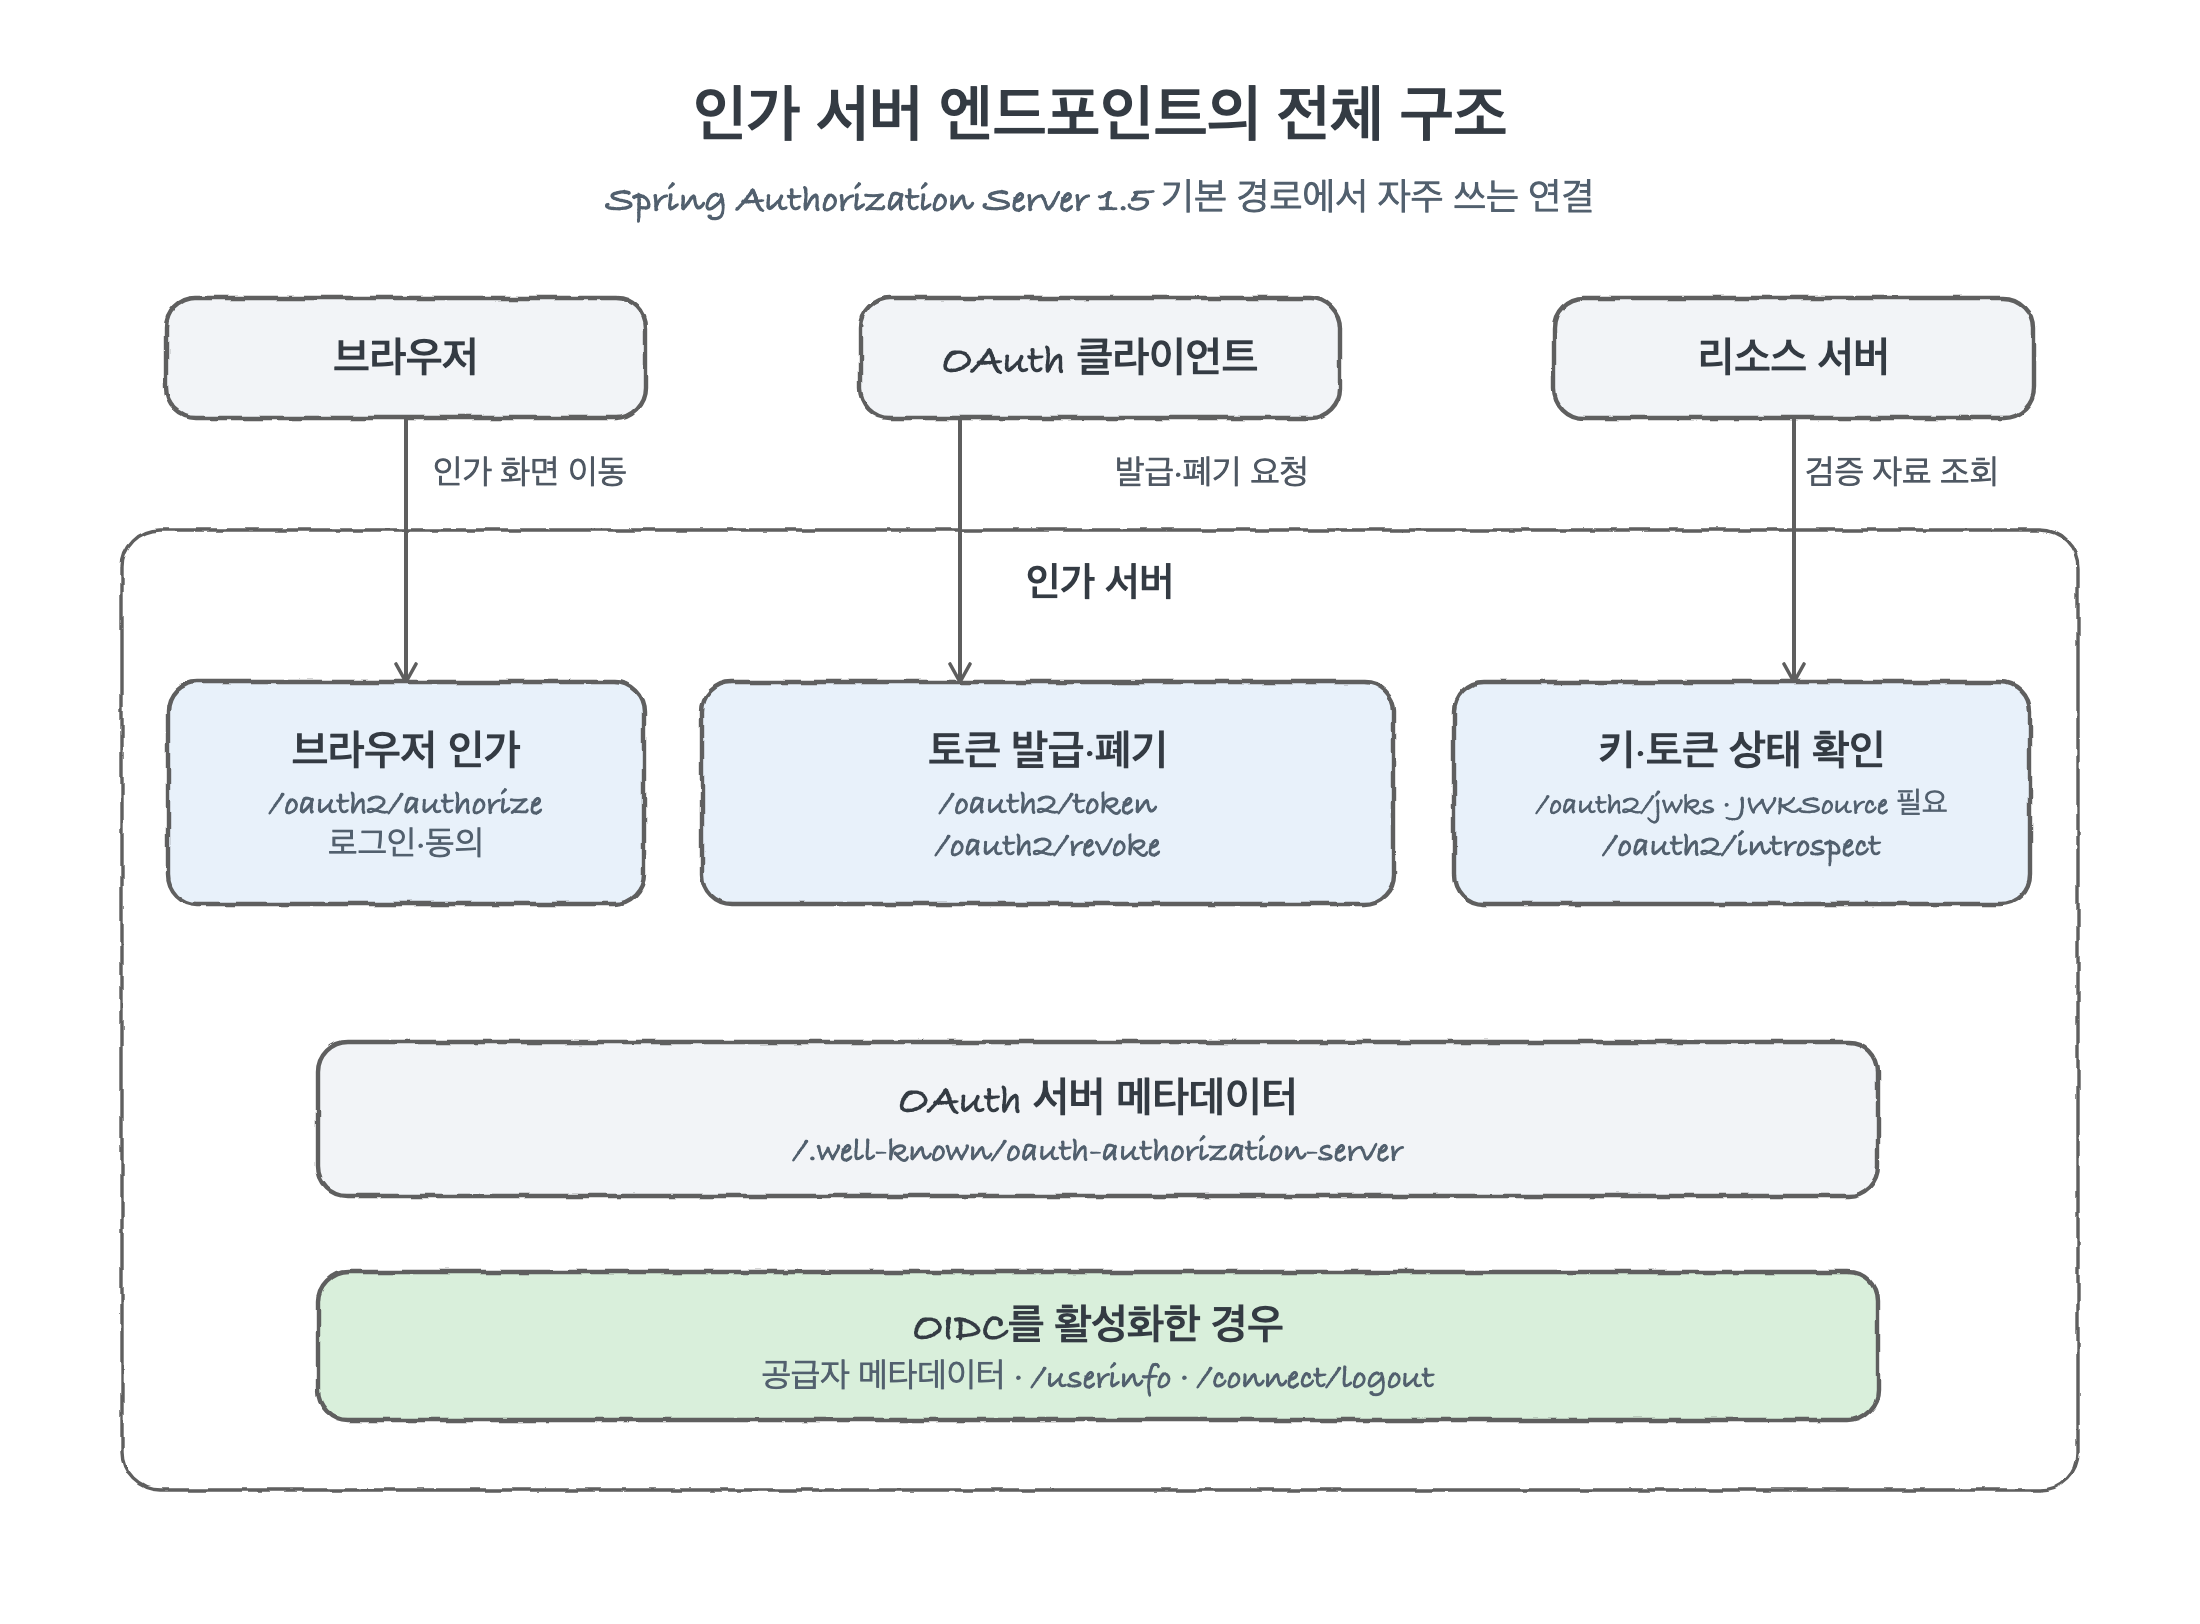 인가 서버 엔드포인트의 전체 구조
Spring Authorization Server 1.5 기본 경로에서 자주 쓰는 연결
브라우저
OAuth 클라이언트
리소스 서버
인가 화면 이동
발급·폐기 요청
검증 자료 조회
인가 서버
브라우저 인가
/oauth2/authorize
로그인·동의
토큰 발급·폐기
/oauth2/token
/oauth2/revoke
키·토큰 상태 확인
/oauth2/jwks · JWKSource 필요
/oauth2/introspect
OAuth 서버 메타데이터
/.well-known/oauth-authorization-server
OIDC를 활성화한 경우
공급자 메타데이터 · /userinfo · /connect/logout